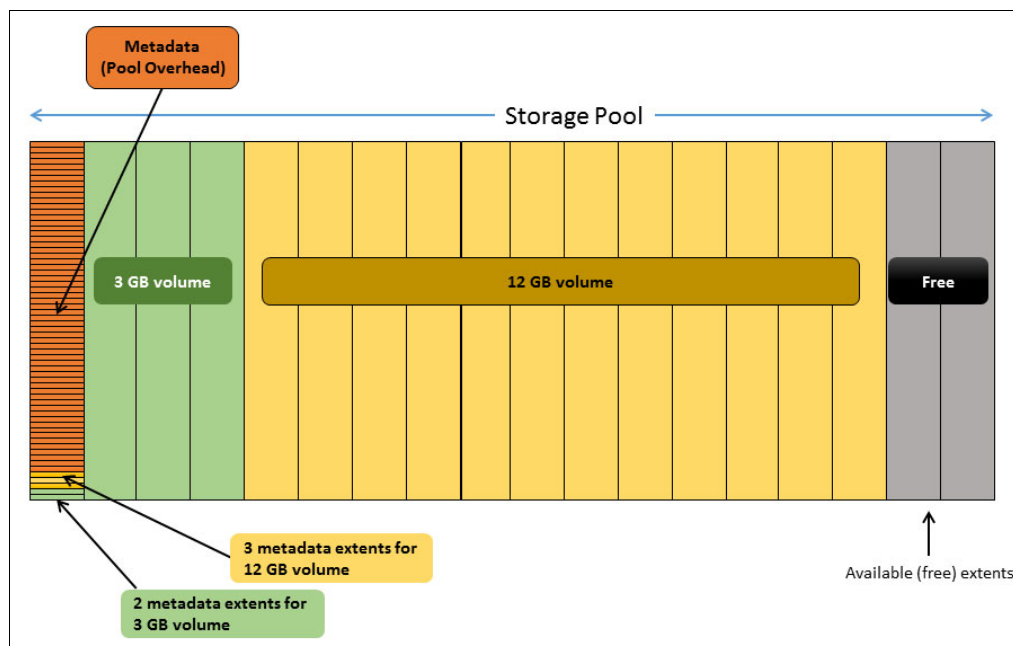 Metadata
(Pool Overhead)
Storage Pool
3 GB volume
12 GB volume
Free
3 metadata extents for
12 GB volume
2 metadata extents for
3 GB volume
Available (free) extents